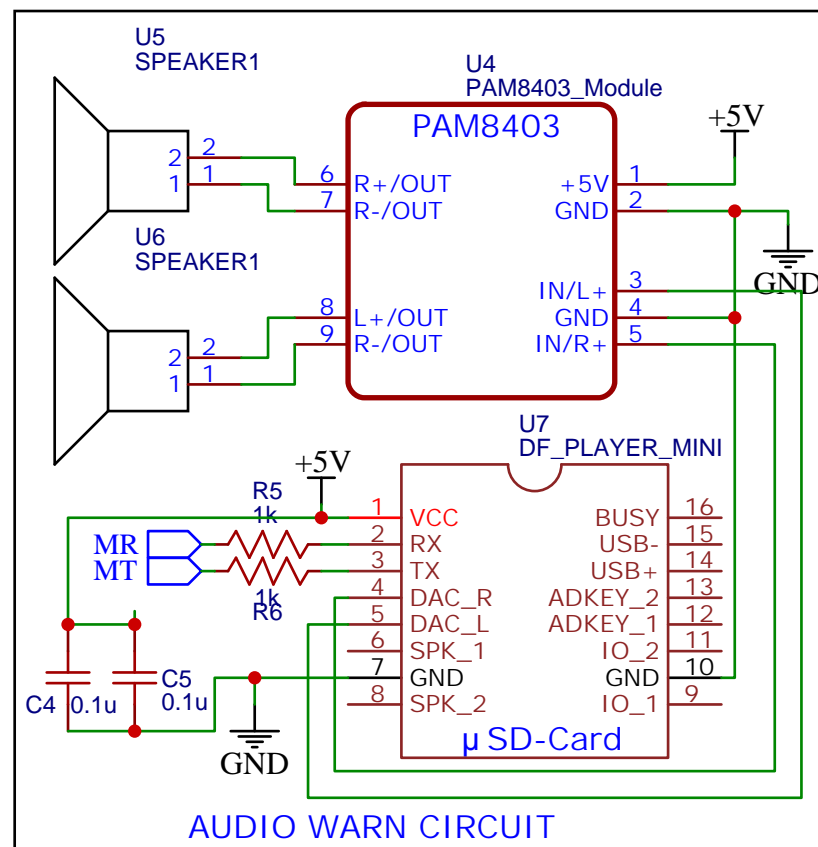 U5
SPEAKER1
2 2
1 1
U6
SPEAKER1
2 2
1 1
U4
PAM8403_Module
PAM8403
6 R+/OUT
7 R-/OUT
8 L+/OUT
9 R-/OUT
+5V 1
GND 2
IN/L+ 3
GND 4
IN/R+ 5
+5V
GND
U7
DF_PLAYER_MINI
+5V
R5
1k
MR
MT
1k
R6
1 VCC
2 RX
3 TX
4 DAC_R
5 DAC_L
6 SPK_1
7 GND
8 SPK_2
BUSY 16
USB- 15
USB+ 14
ADKEY_2 13
ADKEY_1 12
IO_2 11
GND 10
IO_1 9
C4 0.1u
C5
0.1u
GND
µ SD-Card
AUDIO WARN CIRCUIT